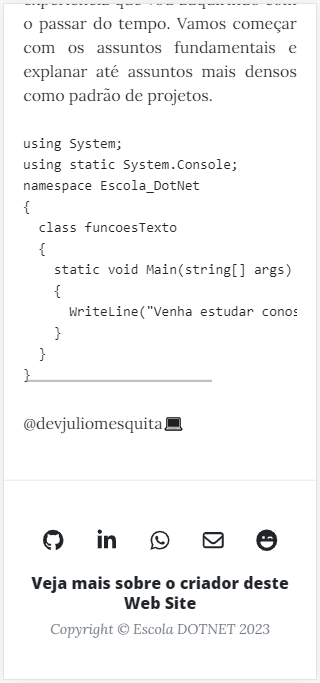 o passar do tempo. Vamos começar
com os assuntos fundamentais e
explanar até assuntos mais densos
como padrão de projetos.
using System;
using static System.Console;
namespace Escola_DotNet
{
  class funcoesTexto
  {
    static void Main(string[] args)
    {
      WriteLine("Venha estudar conos
    }
  }
}
@devjuliomesquita💻
Veja mais sobre o criador deste
Web Site
Copyright © Escola DOTNET 2023